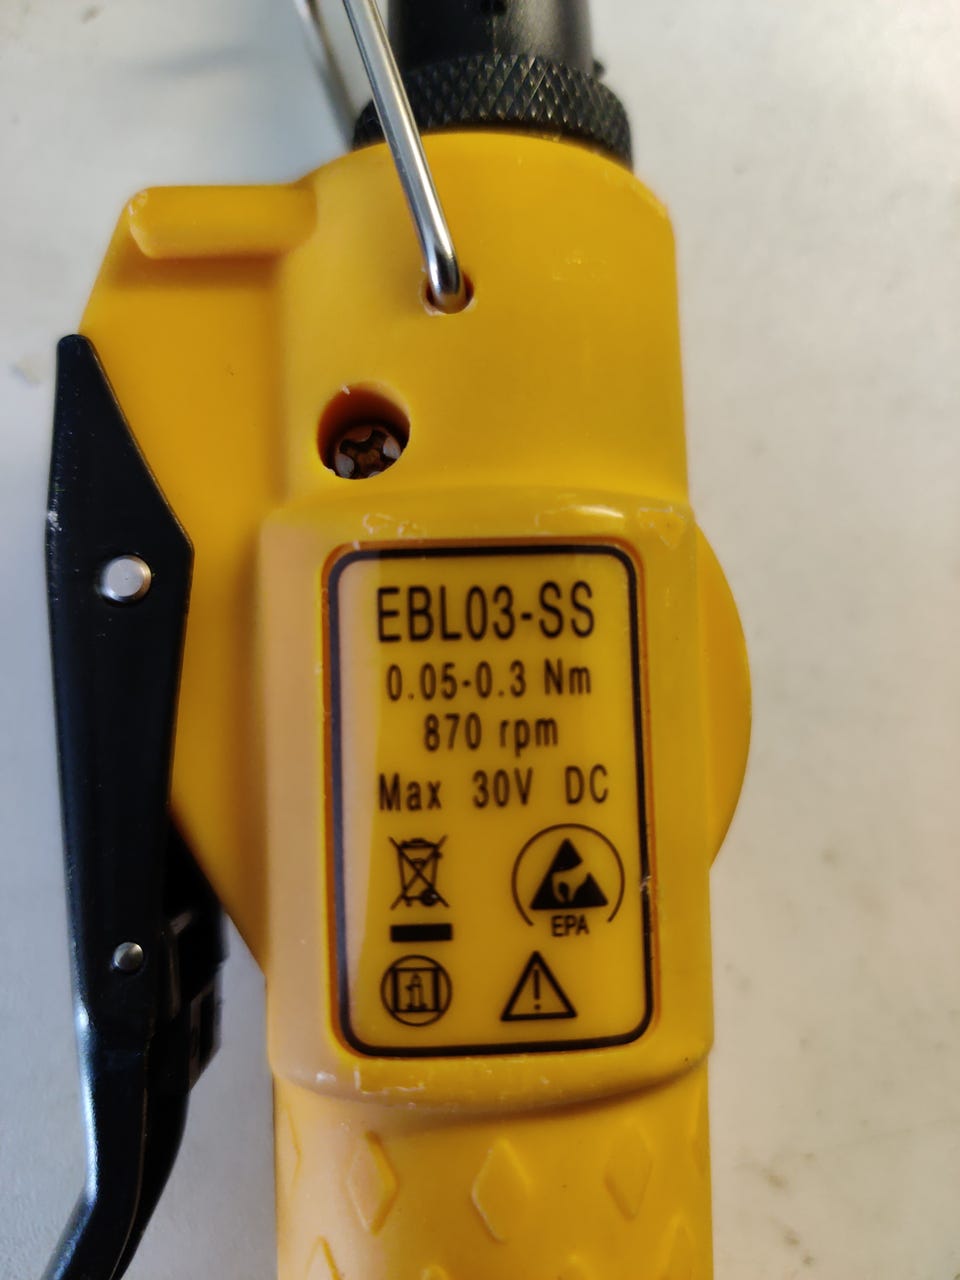 EBL03-SS
0.05-0.3 Nm
870 rpm
Max 30V DC
EPA